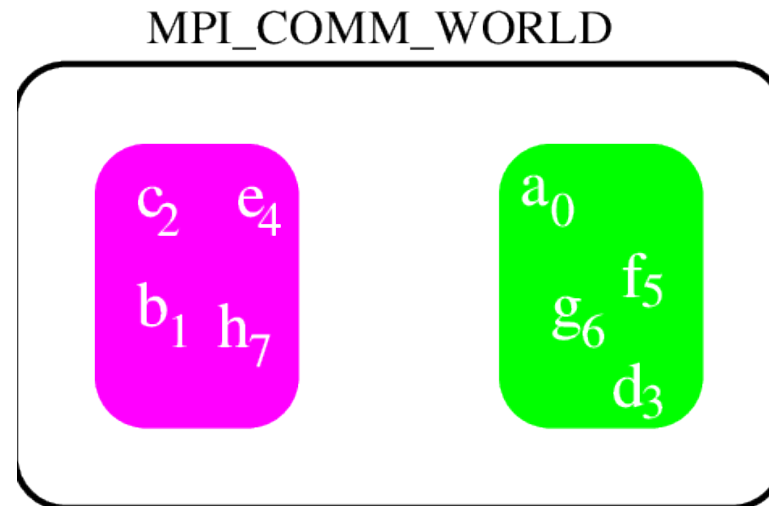 MPI_COMM_WORLD
c₂ e₄
b₁ h₇
a₀
f₅
g₆
d₃